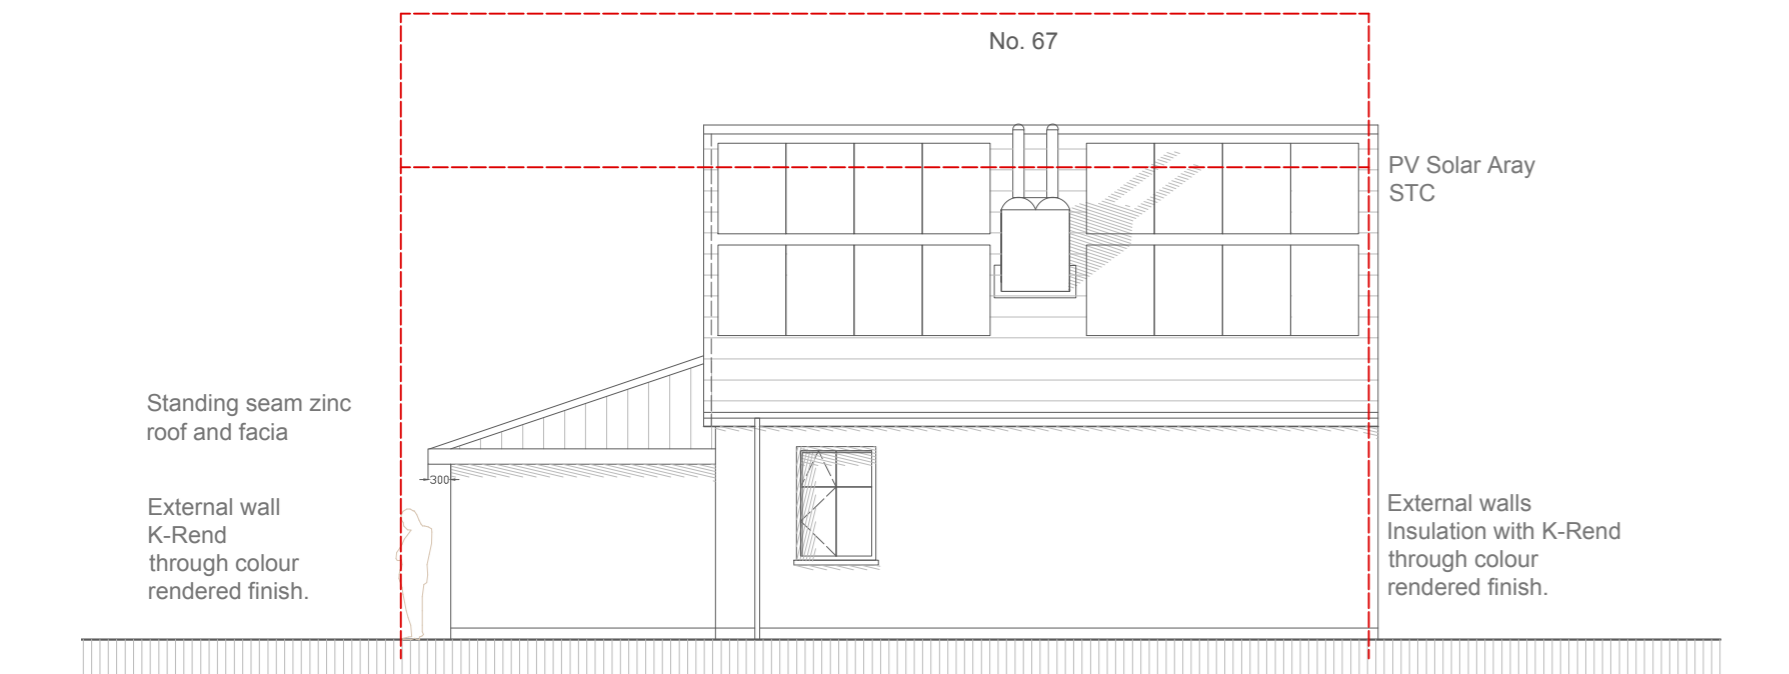 No. 67
PV Solar Aray
STC
Standing seam zinc
roof and facia
300
External wall
K-Rend
through colour
rendered finish.
External walls
Insulation with K-Rend
through colour
rendered finish.